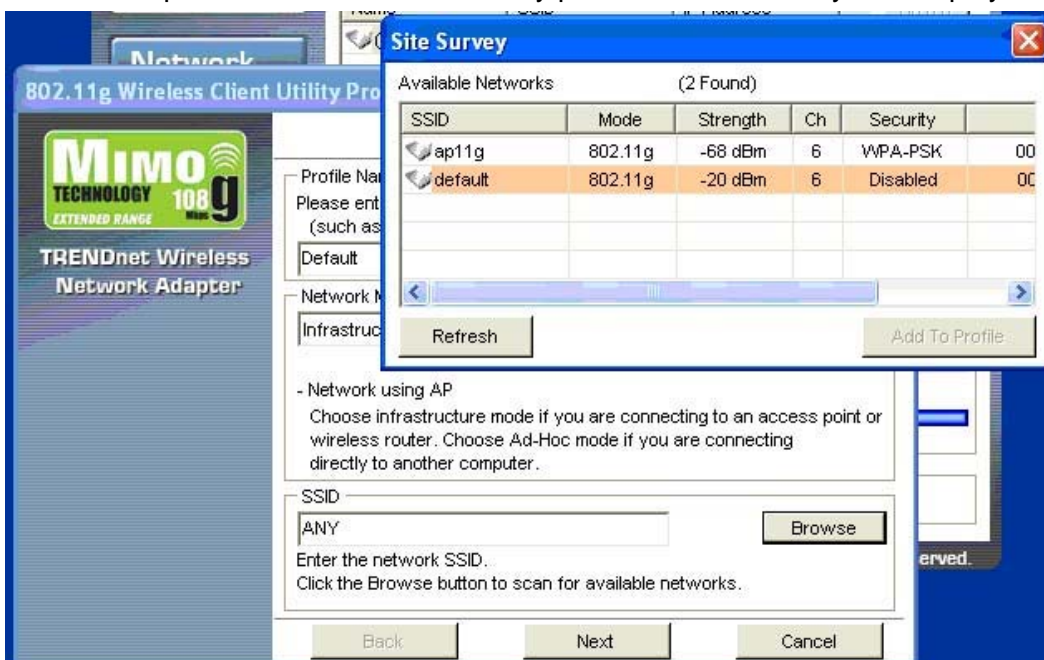 Network
Site Survey
802.11g Wireless Client Utility Pro
Available Networks (2 Found)
SSID Mode Strength Ch Security
ap11g 802.11g -68 dBm 6 WPA-PSK 00
default 802.11g -20 dBm 6 Disabled 00
Refresh Add To Profile
MIMO
TECHNOLOGY 108 Mbps g
EXTENDED RANGE
TRENDnet Wireless
Network Adapter
Profile Na
Please ent
(such as
Default
Network M
Infrastruc
- Network using AP
Choose infrastructure mode if you are connecting to an access point or
wireless router. Choose Ad-Hoc mode if you are connecting
directly to another computer.
SSID
ANY Browse
Enter the network SSID.
Click the Browse button to scan for available networks.
erved.
Back Next Cancel